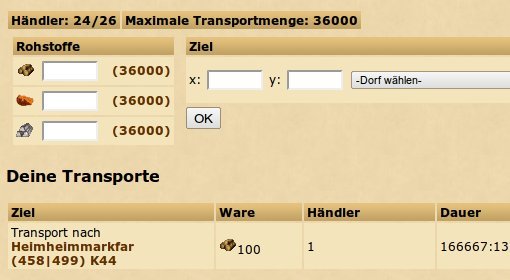 Händler: 24/26 Maximale Transportmenge: 36000
Rohstoffe Ziel
(36000) x: y: -Dorf wählen-
(36000)
OK
(36000)
Deine Transporte
Ziel Ware Händler Dauer
Transport nach
Heimheimmarkfar 100 1 166667:13
(458|499) K44